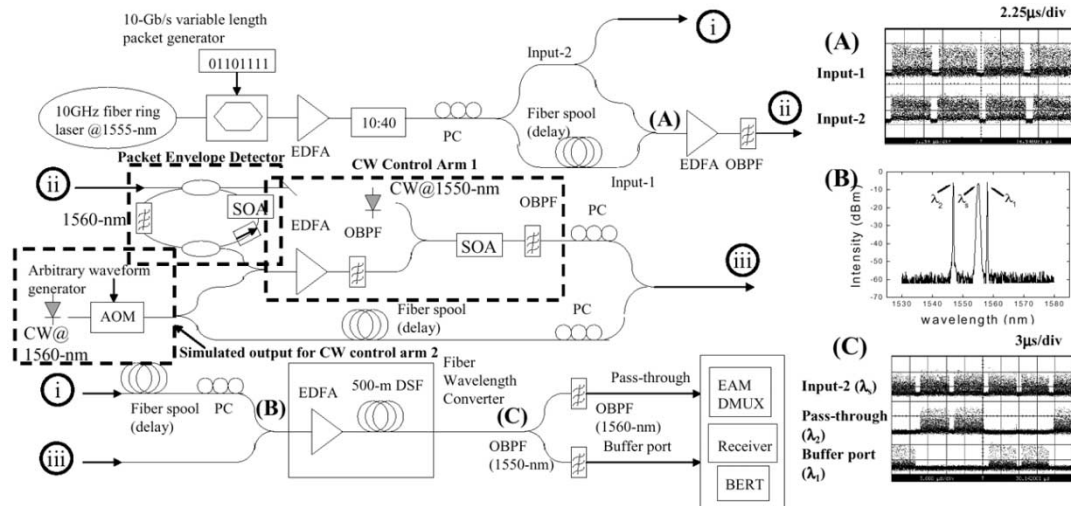 10-Gb/s variable length
packet generator
01101111
10GHz fiber ring
laser @1555-nm
EDFA
10:40
PC
Input-2
Fiber spool
(delay)
Input-1
(A)
EDFA
OBPF
i
ii
Packet Envelope Detector
ii
1560-nm
SOA
CW Control Arm 1
EDFA
CW@1550-nm
OBPF
SOA
OBPF
PC
iii
Arbitrary waveform
generator
AOM
CW@
1560-nm
Fiber spool
(delay)
PC
Simulated output for CW control arm 2
i
Fiber spool
(delay)
PC
(B)
iii
Fiber
Wavelength
Converter
EDFA
500-m DSF
(C)
OBPF
(1550-nm)
Pass-through
OBPF
(1560-nm)
Buffer port
EAM
DMUX
Receiver
BERT
2.25μs/div
(A)
Input-1
Input-2
(B)
Intensity (dBm)
0
-10
-20
-30
-40
-50
-60
-70
λ2
λs
λ1
1530 1540 1550 1560 1570 1580
wavelength (nm)
3μs/div
(C)
Input-2 (λs)
Pass-through
(λ2)
Buffer port
(λ1)